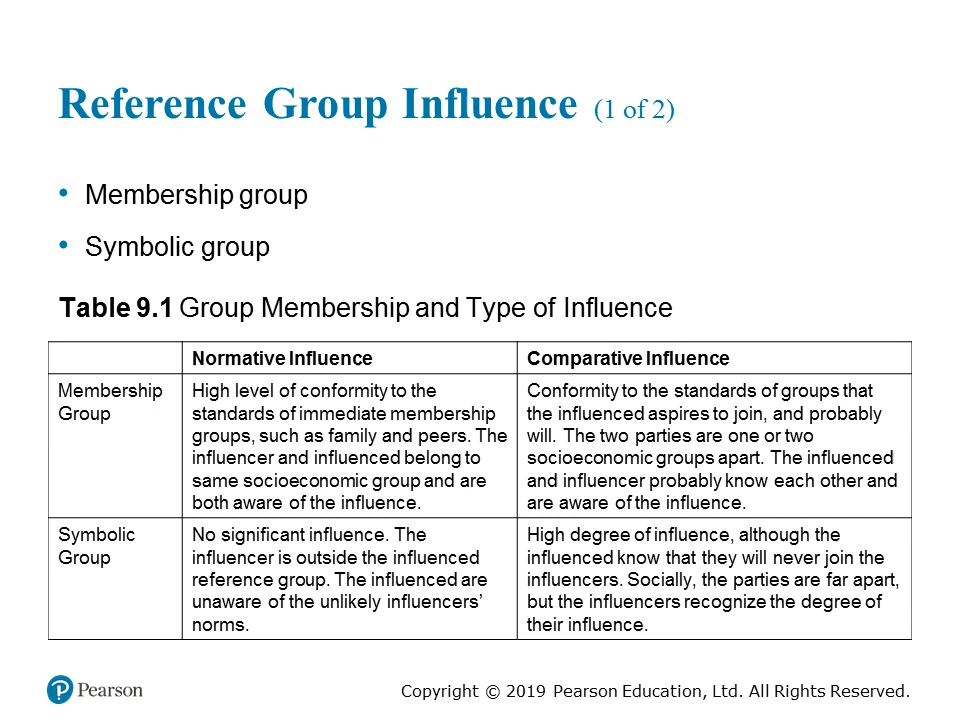 Reference Group Influence (1 of 2)
• Membership group
• Symbolic group
Table 9.1 Group Membership and Type of Influence
Normative Influence
Comparative Influence
Membership
Group
High level of conformity to the
standards of immediate membership
groups, such as family and peers. The
influencer and influenced belong to
same socioeconomic group and are
both aware of the influence.
Conformity to the standards of groups that
the influenced aspires to join, and probably
will. The two parties are one or two
socioeconomic groups apart. The influenced
and influencer probably know each other and
are aware of the influence.
Symbolic
Group
No significant influence. The
influencer is outside the influenced
reference group. The influenced are
unaware of the unlikely influencers’
norms.
High degree of influence, although the
influenced know that they will never join the
influencers. Socially, the parties are far apart,
but the influencers recognize the degree of
their influence.
P Pearson
Copyright © 2019 Pearson Education, Ltd. All Rights Reserved.